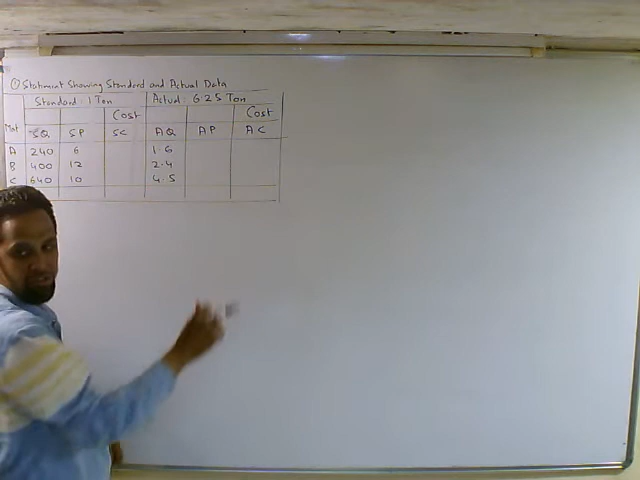 ① Statement Showing Standard and Actual Data
Standard: 1 Ton Actual: 6.25 Ton
Cost Cost
Mat SQ SP SC AQ AP AC
A 240 6 1.6
B 400 12 2.4
C 640 10 4.5